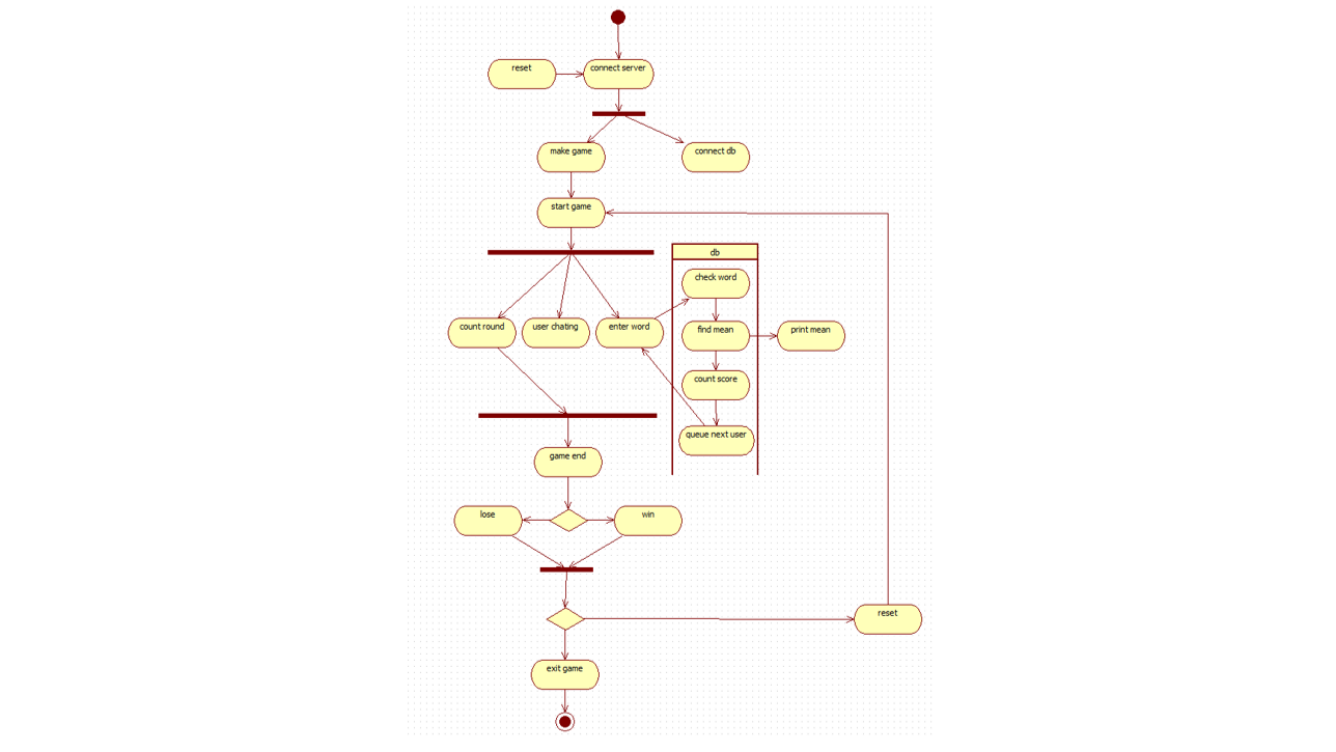 reset
connect server
make game
connect db
start game
db
check word
count round
user chating
enter word
find mean
print mean
count score
queue next user
game end
lose
win
reset
exit game